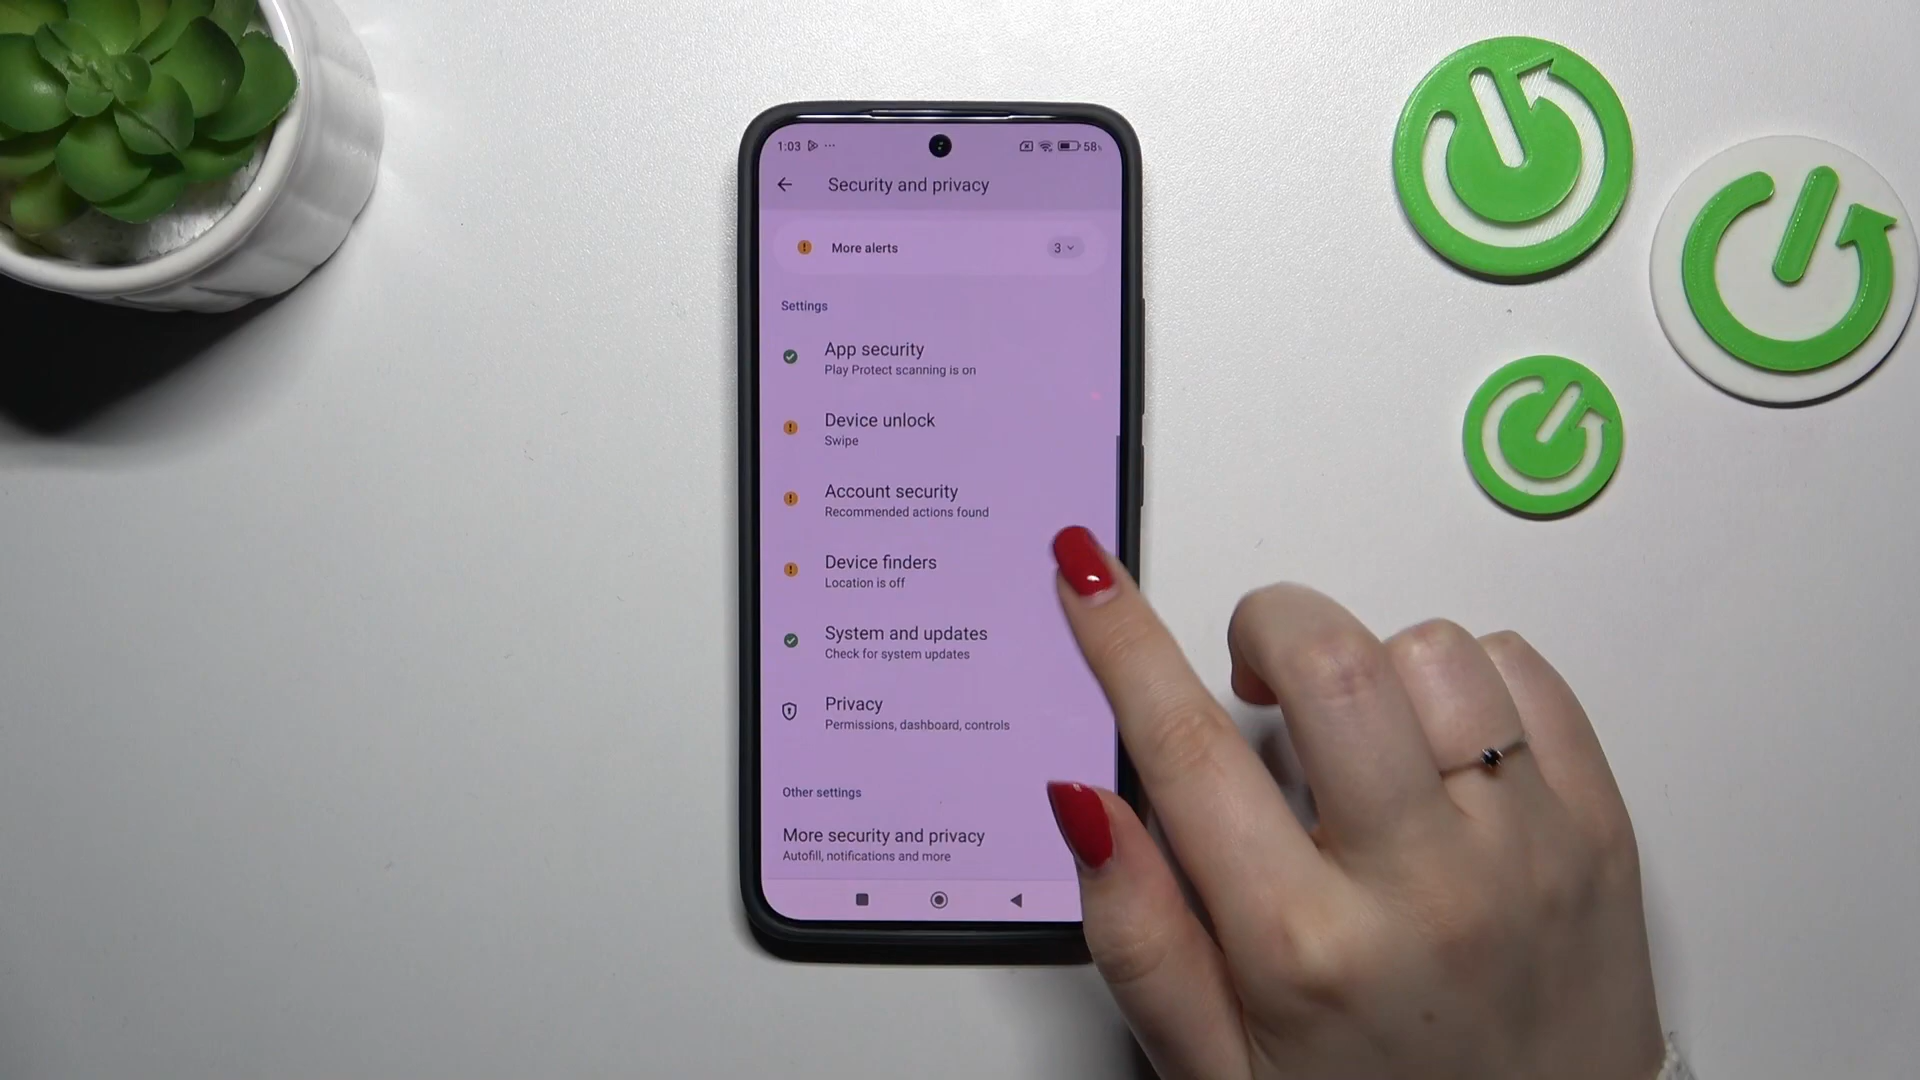 1:03
58%
Security and privacy
More alerts
3
Settings
App security
Play Protect scanning is on
Device unlock
Swipe
Account security
Recommended actions found
Device finders
Location is off
System and updates
Check for system updates
Privacy
Permissions, dashboard, controls
Other settings
More security and privacy
Autofill, notifications and more